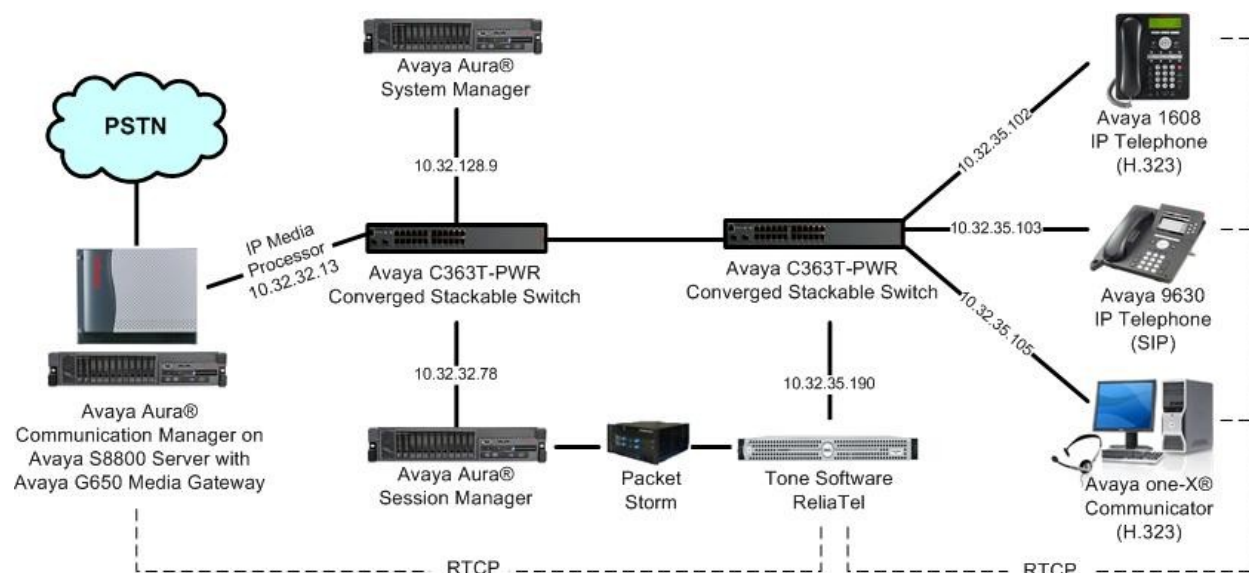 Avaya Aura®
System Manager
PSTN
10.32.128.9
IP Media
Processor
10.32.32.13
Avaya C363T-PWR
Converged Stackable Switch
Avaya C363T-PWR
Converged Stackable Switch
10.32.35.102
Avaya 1608
IP Telephone
(H.323)
10.32.35.103
Avaya 9630
IP Telephone
(SIP)
10.32.35.105
Avaya one-X®
Communicator
(H.323)
10.32.32.78
10.32.35.190
Avaya Aura®
Communication Manager on
Avaya S8800 Server with
Avaya G650 Media Gateway
Avaya Aura®
Session Manager
Packet
Storm
Tone Software
ReliaTel
RTCP
RTCP